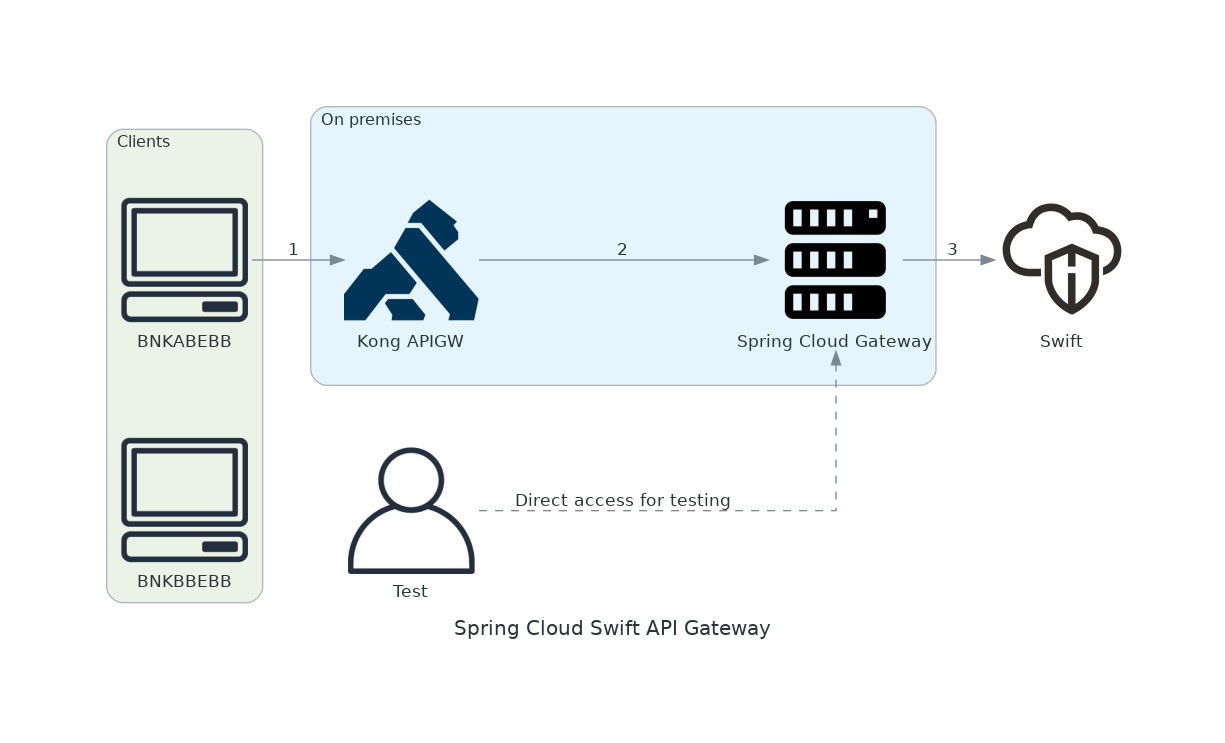 On premises
Clients
1
2
3
BNKABEBB
Kong APIGW
Spring Cloud Gateway
Swift
Direct access for testing
BNKBBEBB
Test
Spring Cloud Swift API Gateway